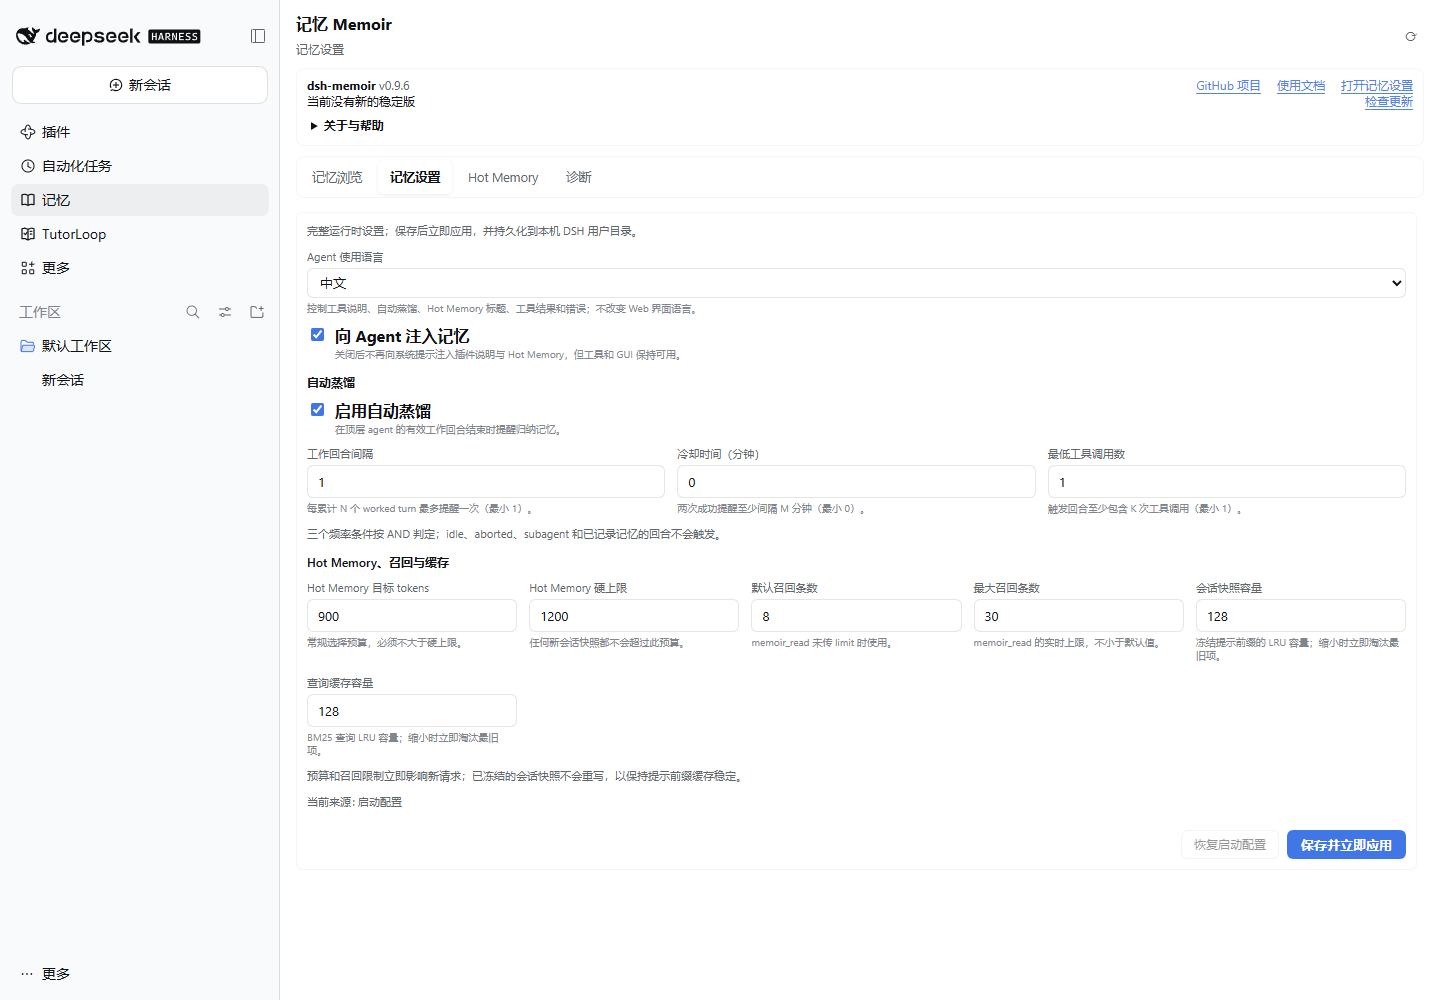 deepseek HARNESS
新会话
插件
自动化任务
记忆
TutorLoop
更多
工作区
默认工作区
新会话
更多
记忆 Memoir
记忆设置
dsh-memoir v0.9.6
当前没有新的稳定版
关于与帮助
GitHub 项目 使用文档 打开记忆设置
检查更新
记忆浏览 记忆设置 Hot Memory 诊断
完整运行时设置；保存后立即应用，并持久化到本机 DSH 用户目录。
Agent 使用语言
中文
控制工具说明、自动蒸馏、Hot Memory 标题、工具结果和错误；不改变 Web 界面语言。
向 Agent 注入记忆
关闭后不再向系统提示注入插件说明与 Hot Memory，但工具和 GUI 保持可用。
自动蒸馏
启用自动蒸馏
在顶层 agent 的有效工作回合结束时提醒归纳记忆。
工作回合间隔 冷却时间（分钟） 最低工具调用数
1 0 1
每累计 N 个 worked turn 最多提醒一次（最小 1）。 两次成功提醒至少间隔 M 分钟（最小 0）。 触发回合至少包含 K 次工具调用（最小 1）。
三个频率条件按 AND 判定；idle、aborted、subagent 和已记录记忆的回合不会触发。
Hot Memory、召回与缓存
Hot Memory 目标 tokens Hot Memory 硬上限 默认召回条数 最大召回条数 会话快照容量
900 1200 8 30 128
常规选择预算，必须不大于硬上限。 任何新会话快照都不会超过此预算。 memoir_read 未传 limit 时使用。 memoir_read 的实时上限，不小于默认值。 冻结提示前缀的 LRU 容量；缩小时立即淘汰最
旧项。
查询缓存容量
128
BM25 查询 LRU 容量；缩小时立即淘汰最旧
项。
预算和召回限制立即影响新请求；已冻结的会话快照不会重写，以保持提示前缀缓存稳定。
当前来源：启动配置
恢复启动配置 保存并立即应用